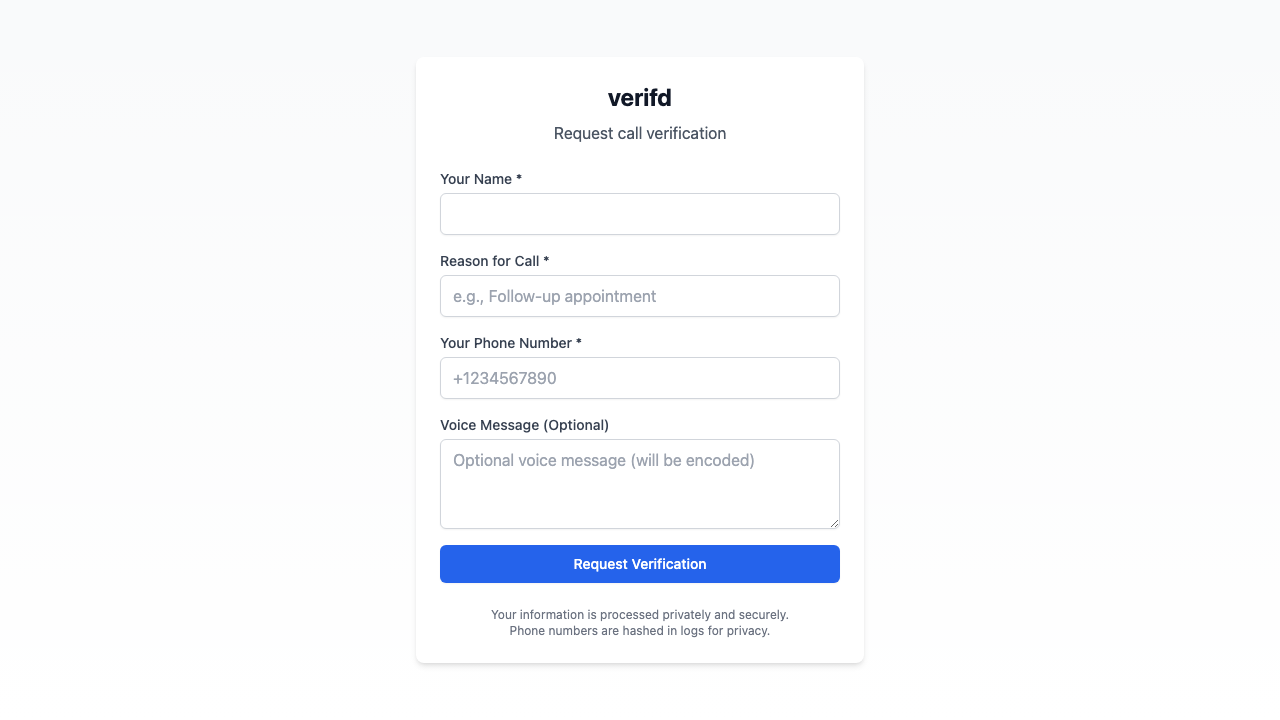 verifd
Request call verification
Your Name *
Reason for Call *
e.g., Follow-up appointment
Your Phone Number *
+1234567890
Voice Message (Optional)
Optional voice message (will be encoded)
Request Verification
Your information is processed privately and securely.
Phone numbers are hashed in logs for privacy.